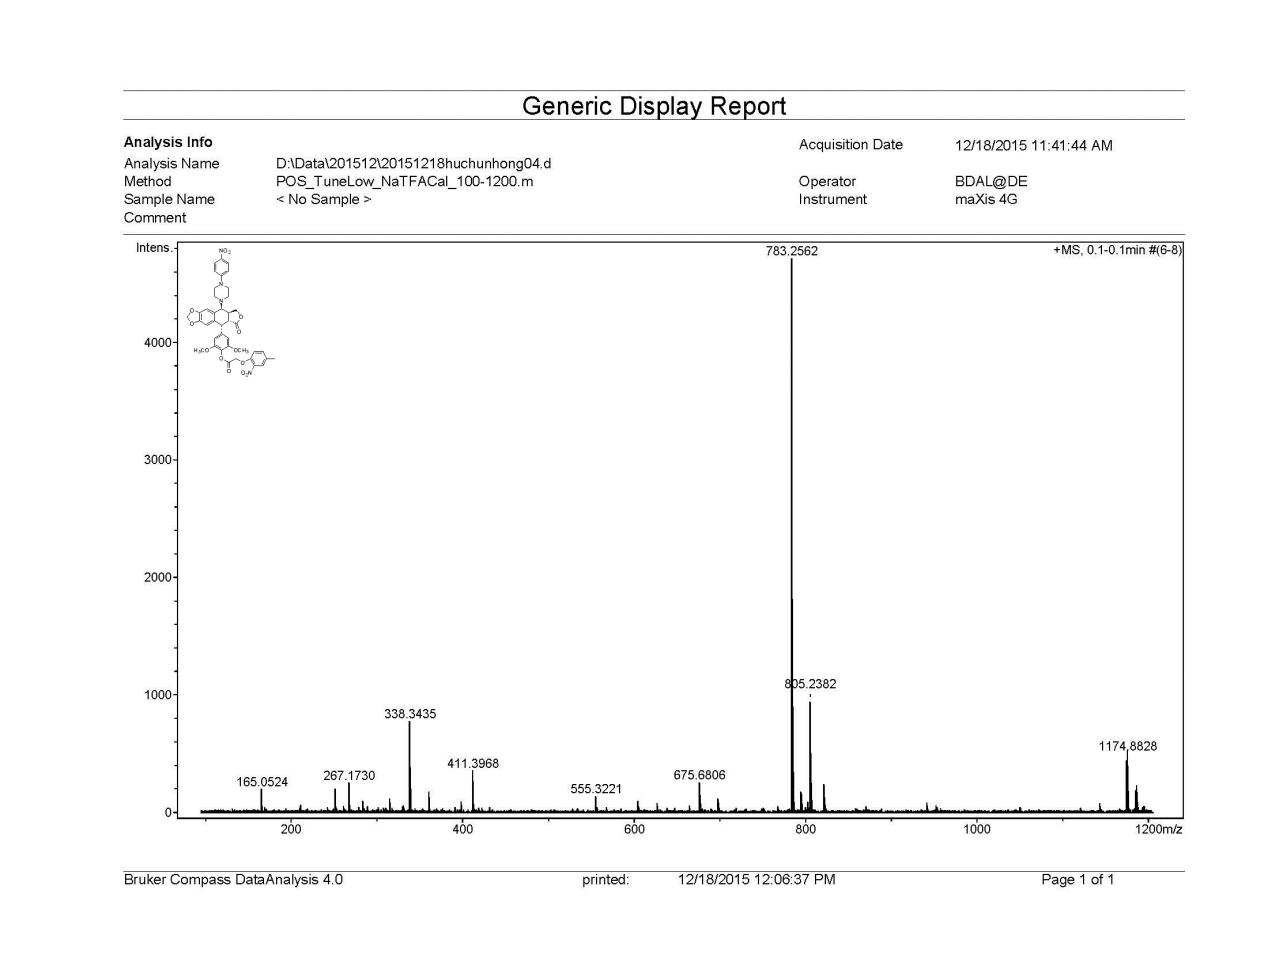 Generic Display Report
Analysis Info
Acquisition Date 12/18/2015 11:41:44 AM
Analysis Name D:\Data\201512\20151218huchunhong04.d
Method POS_TuneLow_NaTFACal_100-1200.m
Operator BDAL@DE
Sample Name < No Sample >
Instrument maXis 4G
Comment
Intens.
+MS, 0.1-0.1min #(6-8)
783.2562
NO2
N
N
O
O
O
O
H3CO
OCH3
O
O
O
O2N
4000
3000
2000
1000
0
805.2382
338.3435
1174.8828
411.3968
267.1730
675.6806
165.0524
555.3221
200 400 600 800 1000 1200 m/z
Bruker Compass DataAnalysis 4.0 printed: 12/18/2015 12:06:37 PM Page 1 of 1